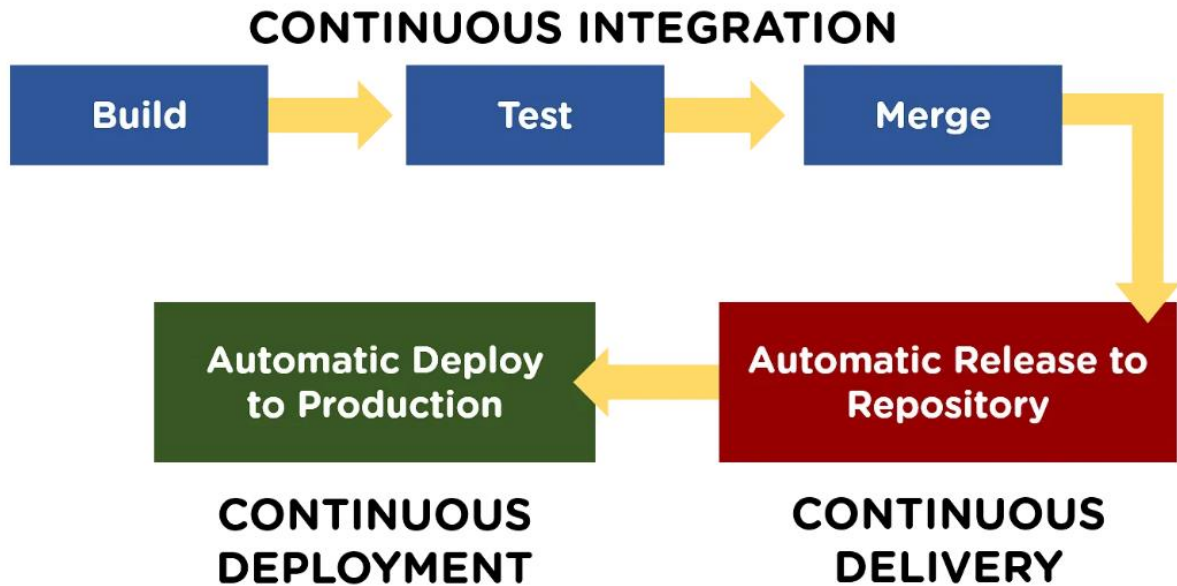 CONTINUOUS INTEGRATION
Build
Test
Merge
Automatic Deploy
to Production
Automatic Release to
Repository
CONTINUOUS
DEPLOYMENT
CONTINUOUS
DELIVERY